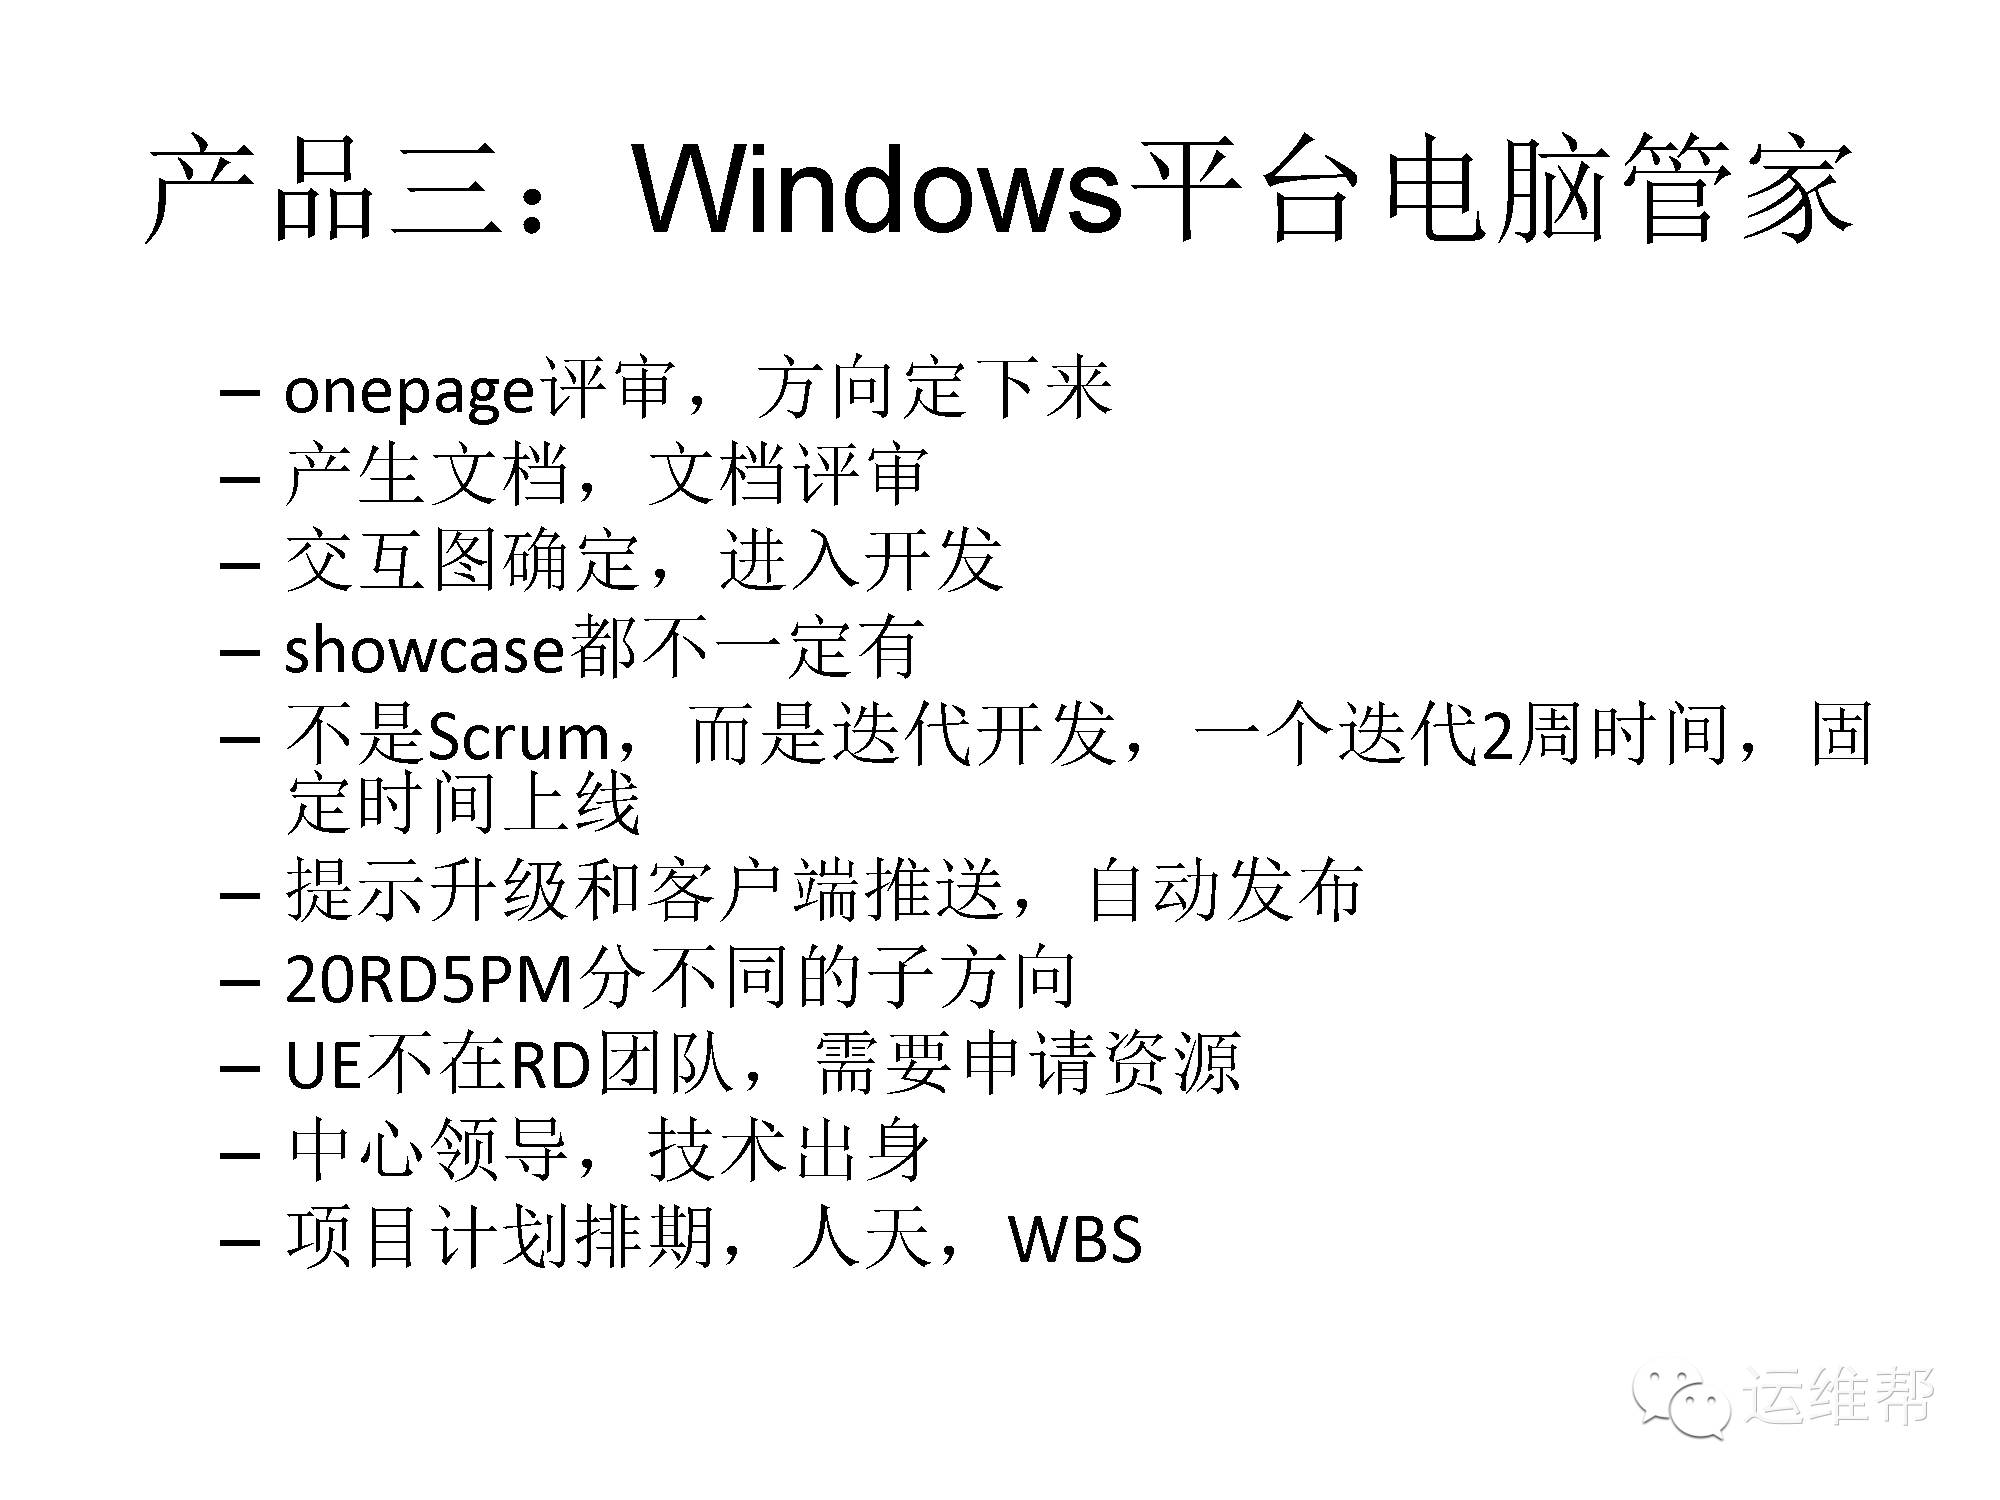 产品三：Windows平台电脑管家
– onepage评审，方向定下来
– 产生文档，文档评审
– 交互图确定，进入开发
– showcase都不一定有
– 不是Scrum，而是迭代开发，一个迭代2周时间，固
定时间上线
– 提示升级和客户端推送，自动发布
– 20RD5PM分不同的子方向
– UE不在RD团队，需要申请资源
– 中心领导，技术出身
– 项目计划排期，人天，WBS
运维帮